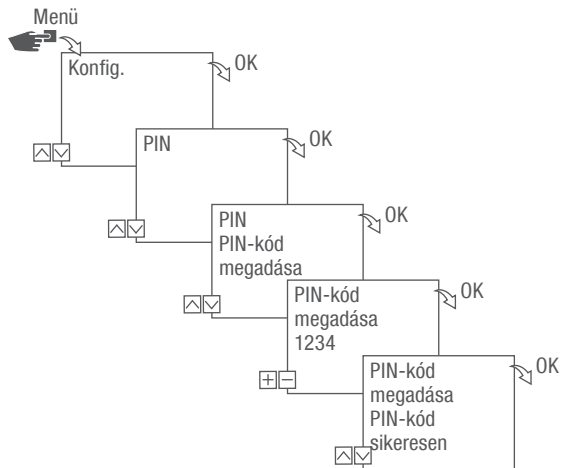 Menü
Konfig.
OK
PIN
OK
PIN
PIN-kód
megadása
OK
PIN-kód
megadása
1234
OK
PIN-kód
megadása
PIN-kód
sikeresen
OK